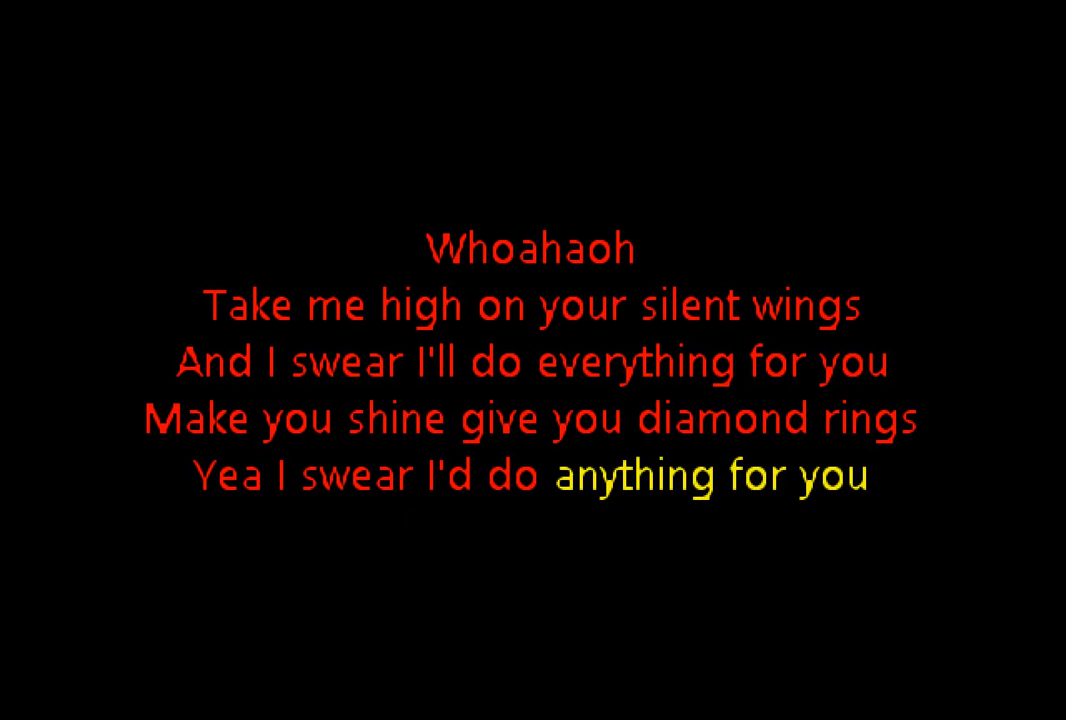 Whoahaoh
Take me high on your silent wings
And I swear I'll do everything for you
Make you shine give you diamond rings
Yea I swear I'd do anything for you